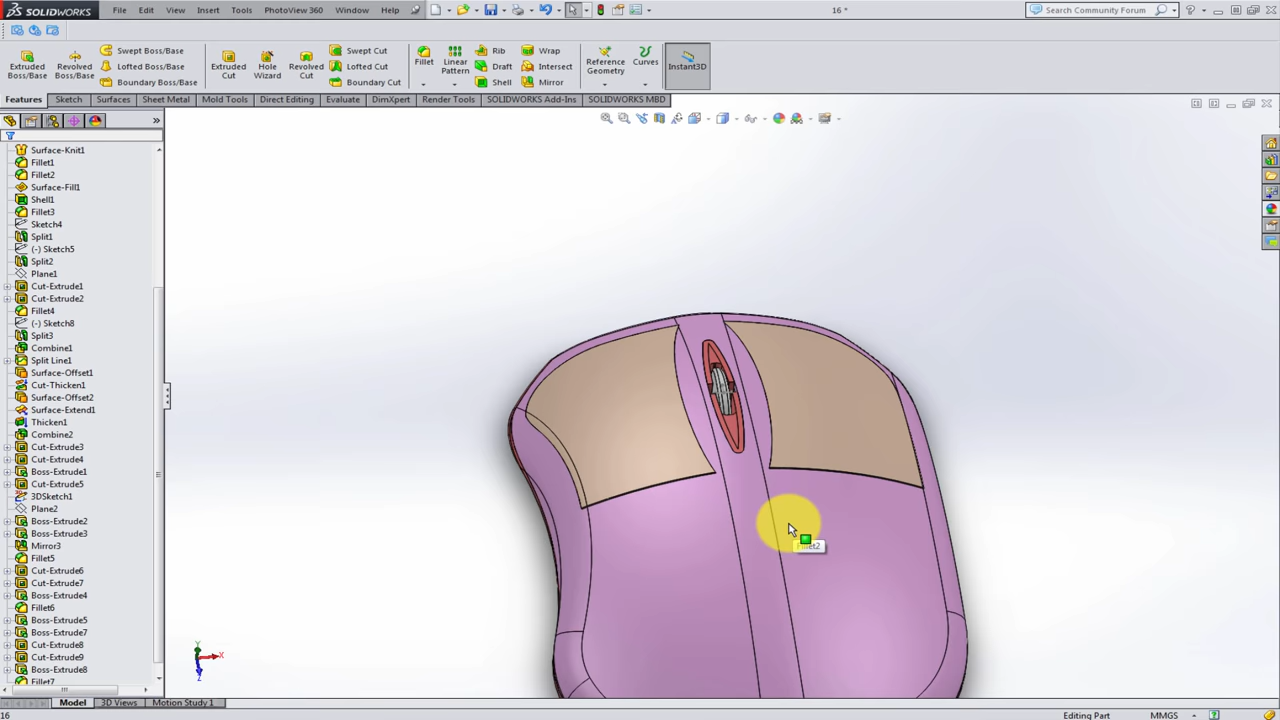 SOLIDWORKS File Edit View Insert Tools PhotoView 360 Window Help 16 * Search Community Forum
Extruded Boss/Base Revolved Boss/Base Swept Boss/Base Lofted Boss/Base Boundary Boss/Base Extruded Cut Hole Wizard Revolved Cut Swept Cut Lofted Cut Boundary Cut Fillet Linear Pattern Rib Draft Shell Wrap Intersect Mirror Reference Geometry Curves Instant3D
Features Sketch Surfaces Sheet Metal Mold Tools Direct Editing Evaluate DimXpert Render Tools SOLIDWORKS Add-Ins SOLIDWORKS MBD
Surface-Knit1
Fillet1
Fillet2
Surface-Fill1
Shell1
Fillet3
Sketch4
Split1
(-) Sketch5
Split2
Plane1
Cut-Extrude1
Cut-Extrude2
Fillet4
(-) Sketch8
Split3
Combine1
Split Line1
Surface-Offset1
Cut-Thicken1
Surface-Offset2
Surface-Extend1
Thicken1
Combine2
Cut-Extrude3
Cut-Extrude4
Boss-Extrude1
Cut-Extrude5
3DSketch1
Plane2
Boss-Extrude2
Boss-Extrude3
Mirror3
Fillet5
Cut-Extrude6
Cut-Extrude7
Boss-Extrude4
Fillet6
Boss-Extrude5
Boss-Extrude7
Cut-Extrude8
Cut-Extrude9
Boss-Extrude8
Fillet7
Fillet2
Y
X
Z
Model 3D Views Motion Study 1
16 Editing Part MMGS